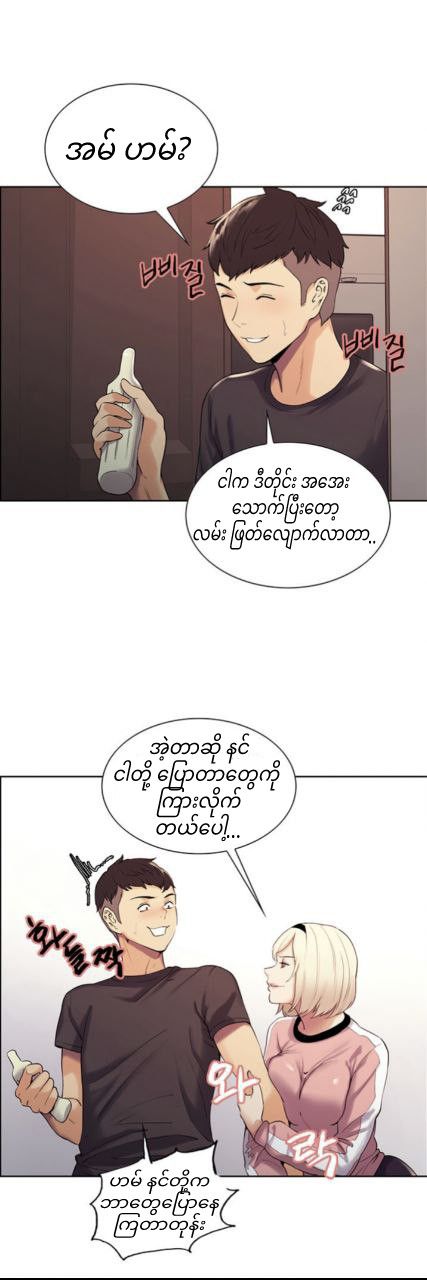 အမ် ဟမ်?
삐질
삐질
ငါက ဒီတိုင်း အအေး
သောက်ပြီးတော့
လမ်း ဖြတ်လျှောက်လာတာ..
အဲ့တာဆို နင်
ငါတို့ ပြောတာတွေကို
ကြားလိုက်
တယ်ပေါ့...
화들짝
와
락
ဟမ် နင်တို့က
ဘာတွေပြောနေ
ကြတာတုန်း